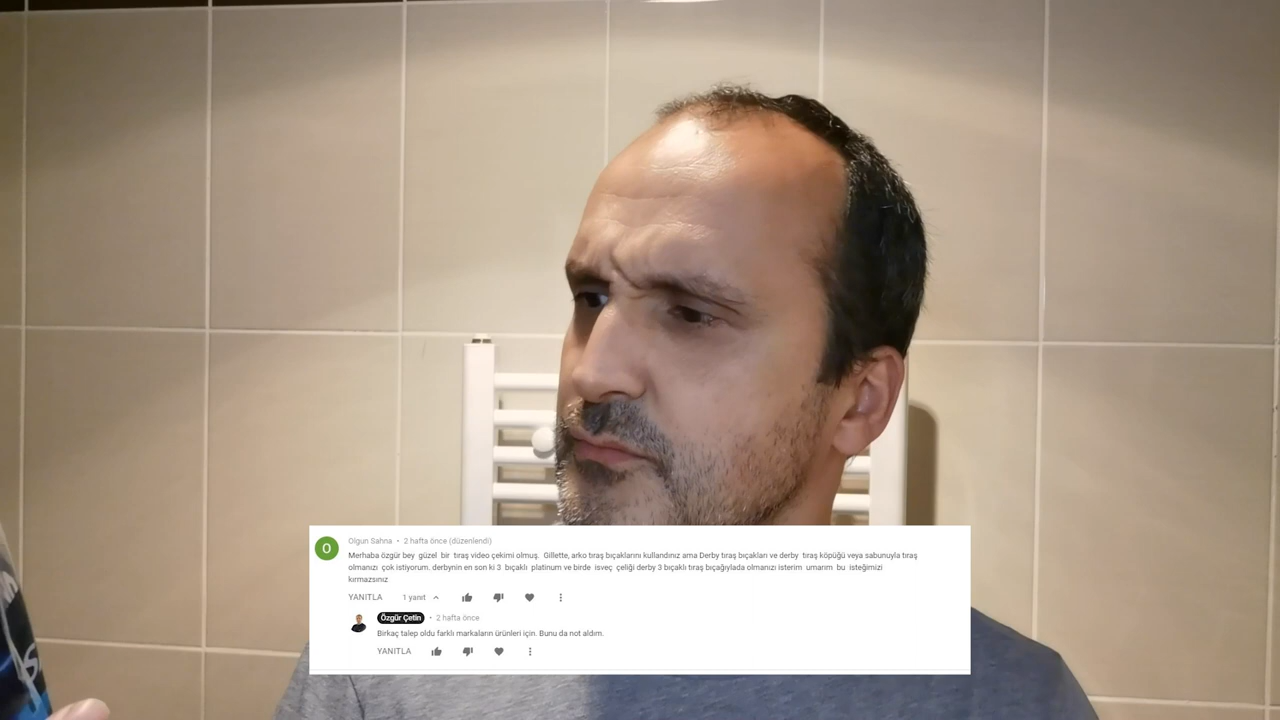 O
Olgun Sahna • 2 hafta önce (düzenlendi)
Merhaba özgür bey güzel bir tıraş video çekimi olmuş. Gillette, arko tıraş bıçaklarını kullandınız ama Derby tıraş bıçakları ve derby tıraş köpüğü veya sabunuyla tıraş
olmanızı çok istiyorum. derbynin en son ki 3 bıçaklı platinum ve birde isveç çeliği derby 3 bıçaklı tıraş bıçağıylada olmanızı isterim umarım bu isteğimizi
kırmazsınız
YANITLA 1 yanıt
Özgür Çetin • 2 hafta önce
Birkaç talep oldu farklı markaların ürünleri için. Bunu da not aldım.
YANITLA